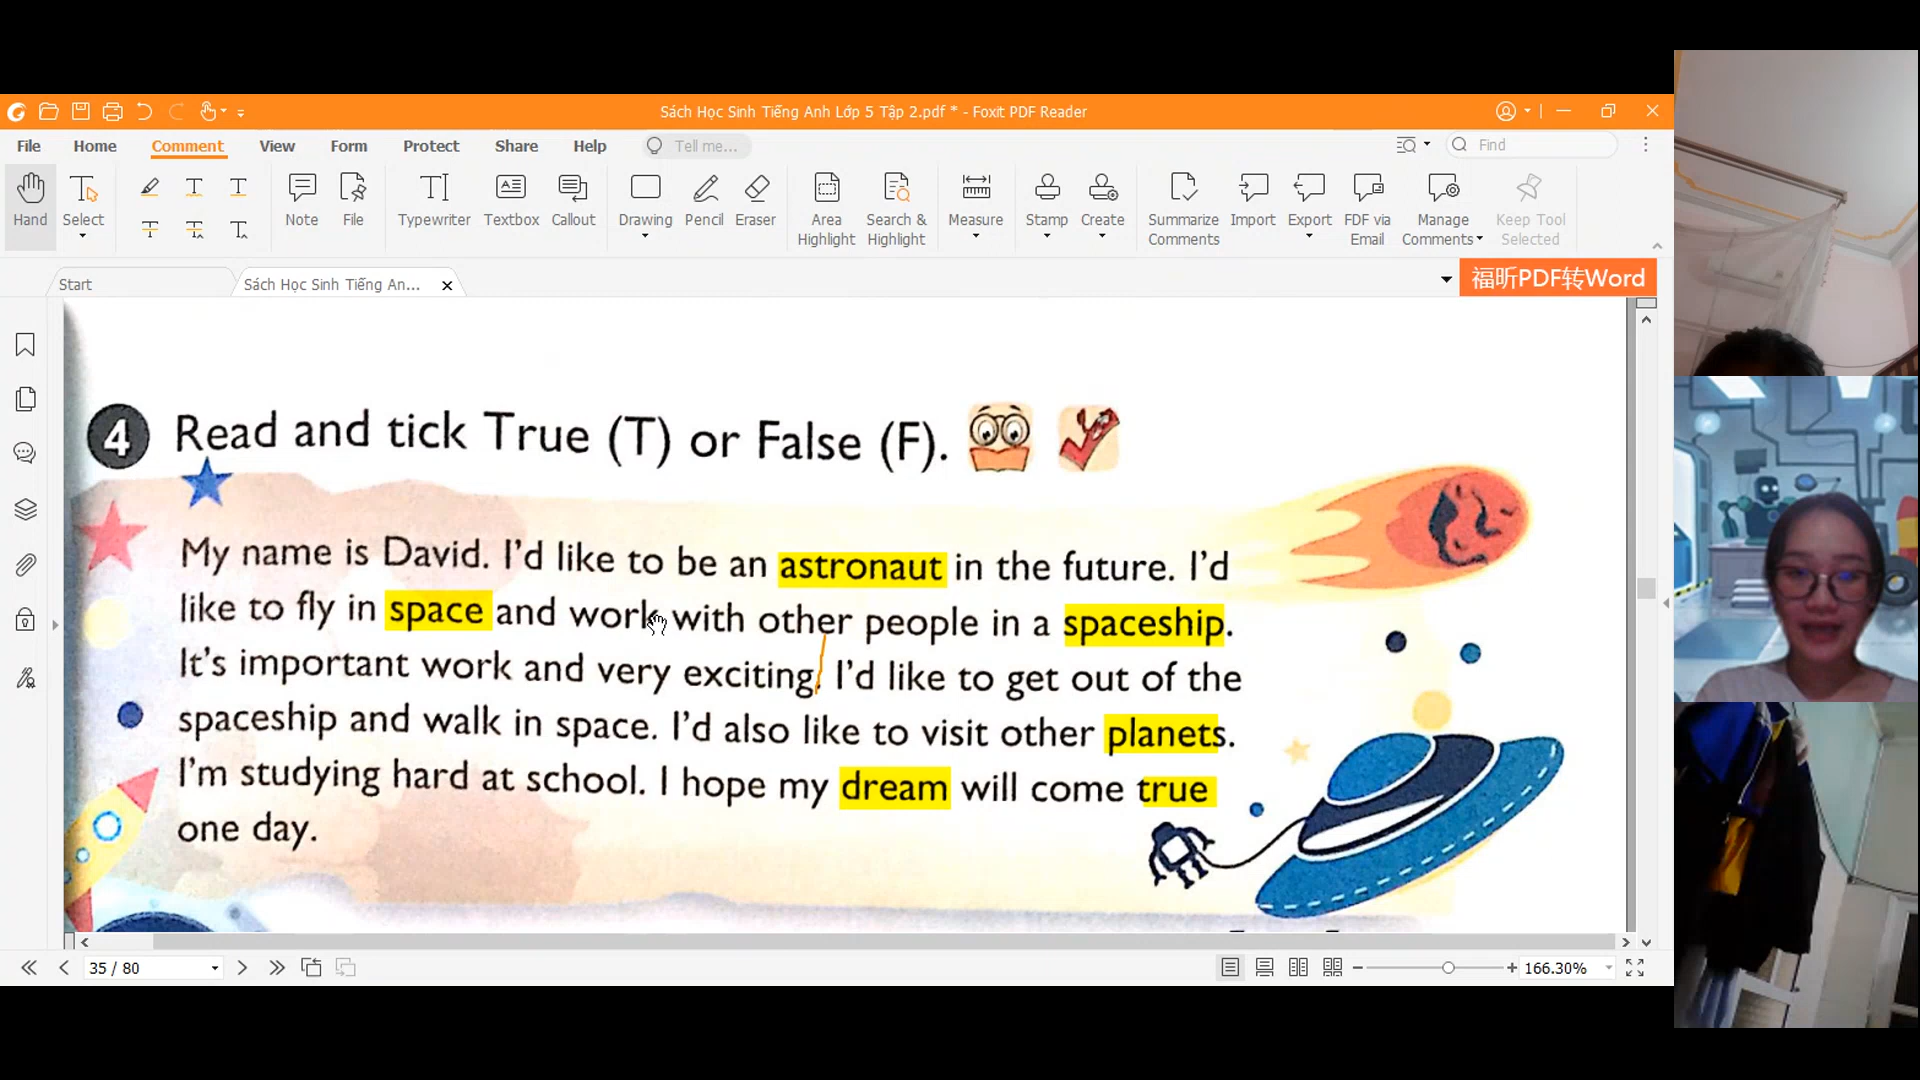 Sách Học Sinh Tiếng Anh Lớp 5 Tập 2.pdf * - Foxit PDF Reader
File Home Comment View Form Protect Share Help Tell me... Find
Hand Select Note File Typewriter Textbox Callout Drawing Pencil Eraser Area Highlight Search & Highlight Measure Stamp Create Summarize Comments Import Export FDF via Email Manage Comments Keep Tool Selected
Start Sách Học Sinh Tiếng An... 福昕PDF转Word
4 Read and tick True (T) or False (F).
My name is David. I'd like to be an astronaut in the future. I'd
like to fly in space and work with other people in a spaceship.
It's important work and very exciting. I'd like to get out of the
spaceship and walk in space. I'd also like to visit other planets.
I'm studying hard at school. I hope my dream will come true
one day.
35 / 80 166.30%